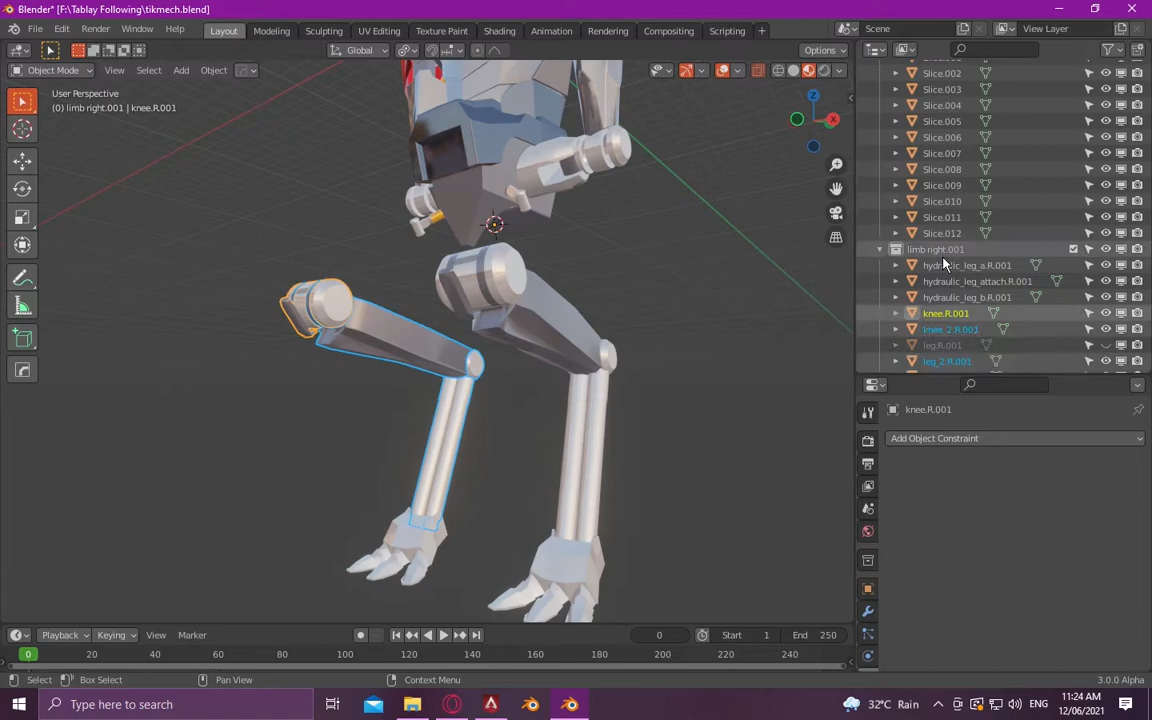 Blender* [F:\Tablay Following\tikmech.blend]
File Edit Render Window Help Layout Modeling Sculpting UV Editing Texture Paint Shading Animation Rendering Compositing Scripting + Scene View Layer
Global Options
Object Mode View Select Add Object
User Perspective
(0) limb right.001 | knee.R.001
Z
X
Slice.002
Slice.003
Slice.004
Slice.005
Slice.006
Slice.007
Slice.008
Slice.009
Slice.010
Slice.011
Slice.012
limb right.001
hydraulic_leg_a.R.001
hydraulic_leg_attach.R.001
hydraulic_leg_b.R.001
knee.R.001
knee_2.R.001
leg.R.001
leg_2.R.001
knee.R.001
Add Object Constraint
Playback Keying View Marker 0 Start 1 End 250
0 20 40 60 80 100 120 140 160 180 200 220 240
Select Box Select Pan View Context Menu 3.0.0 Alpha
Type here to search 32°C Rain ENG
11:24 AM
12/06/2021